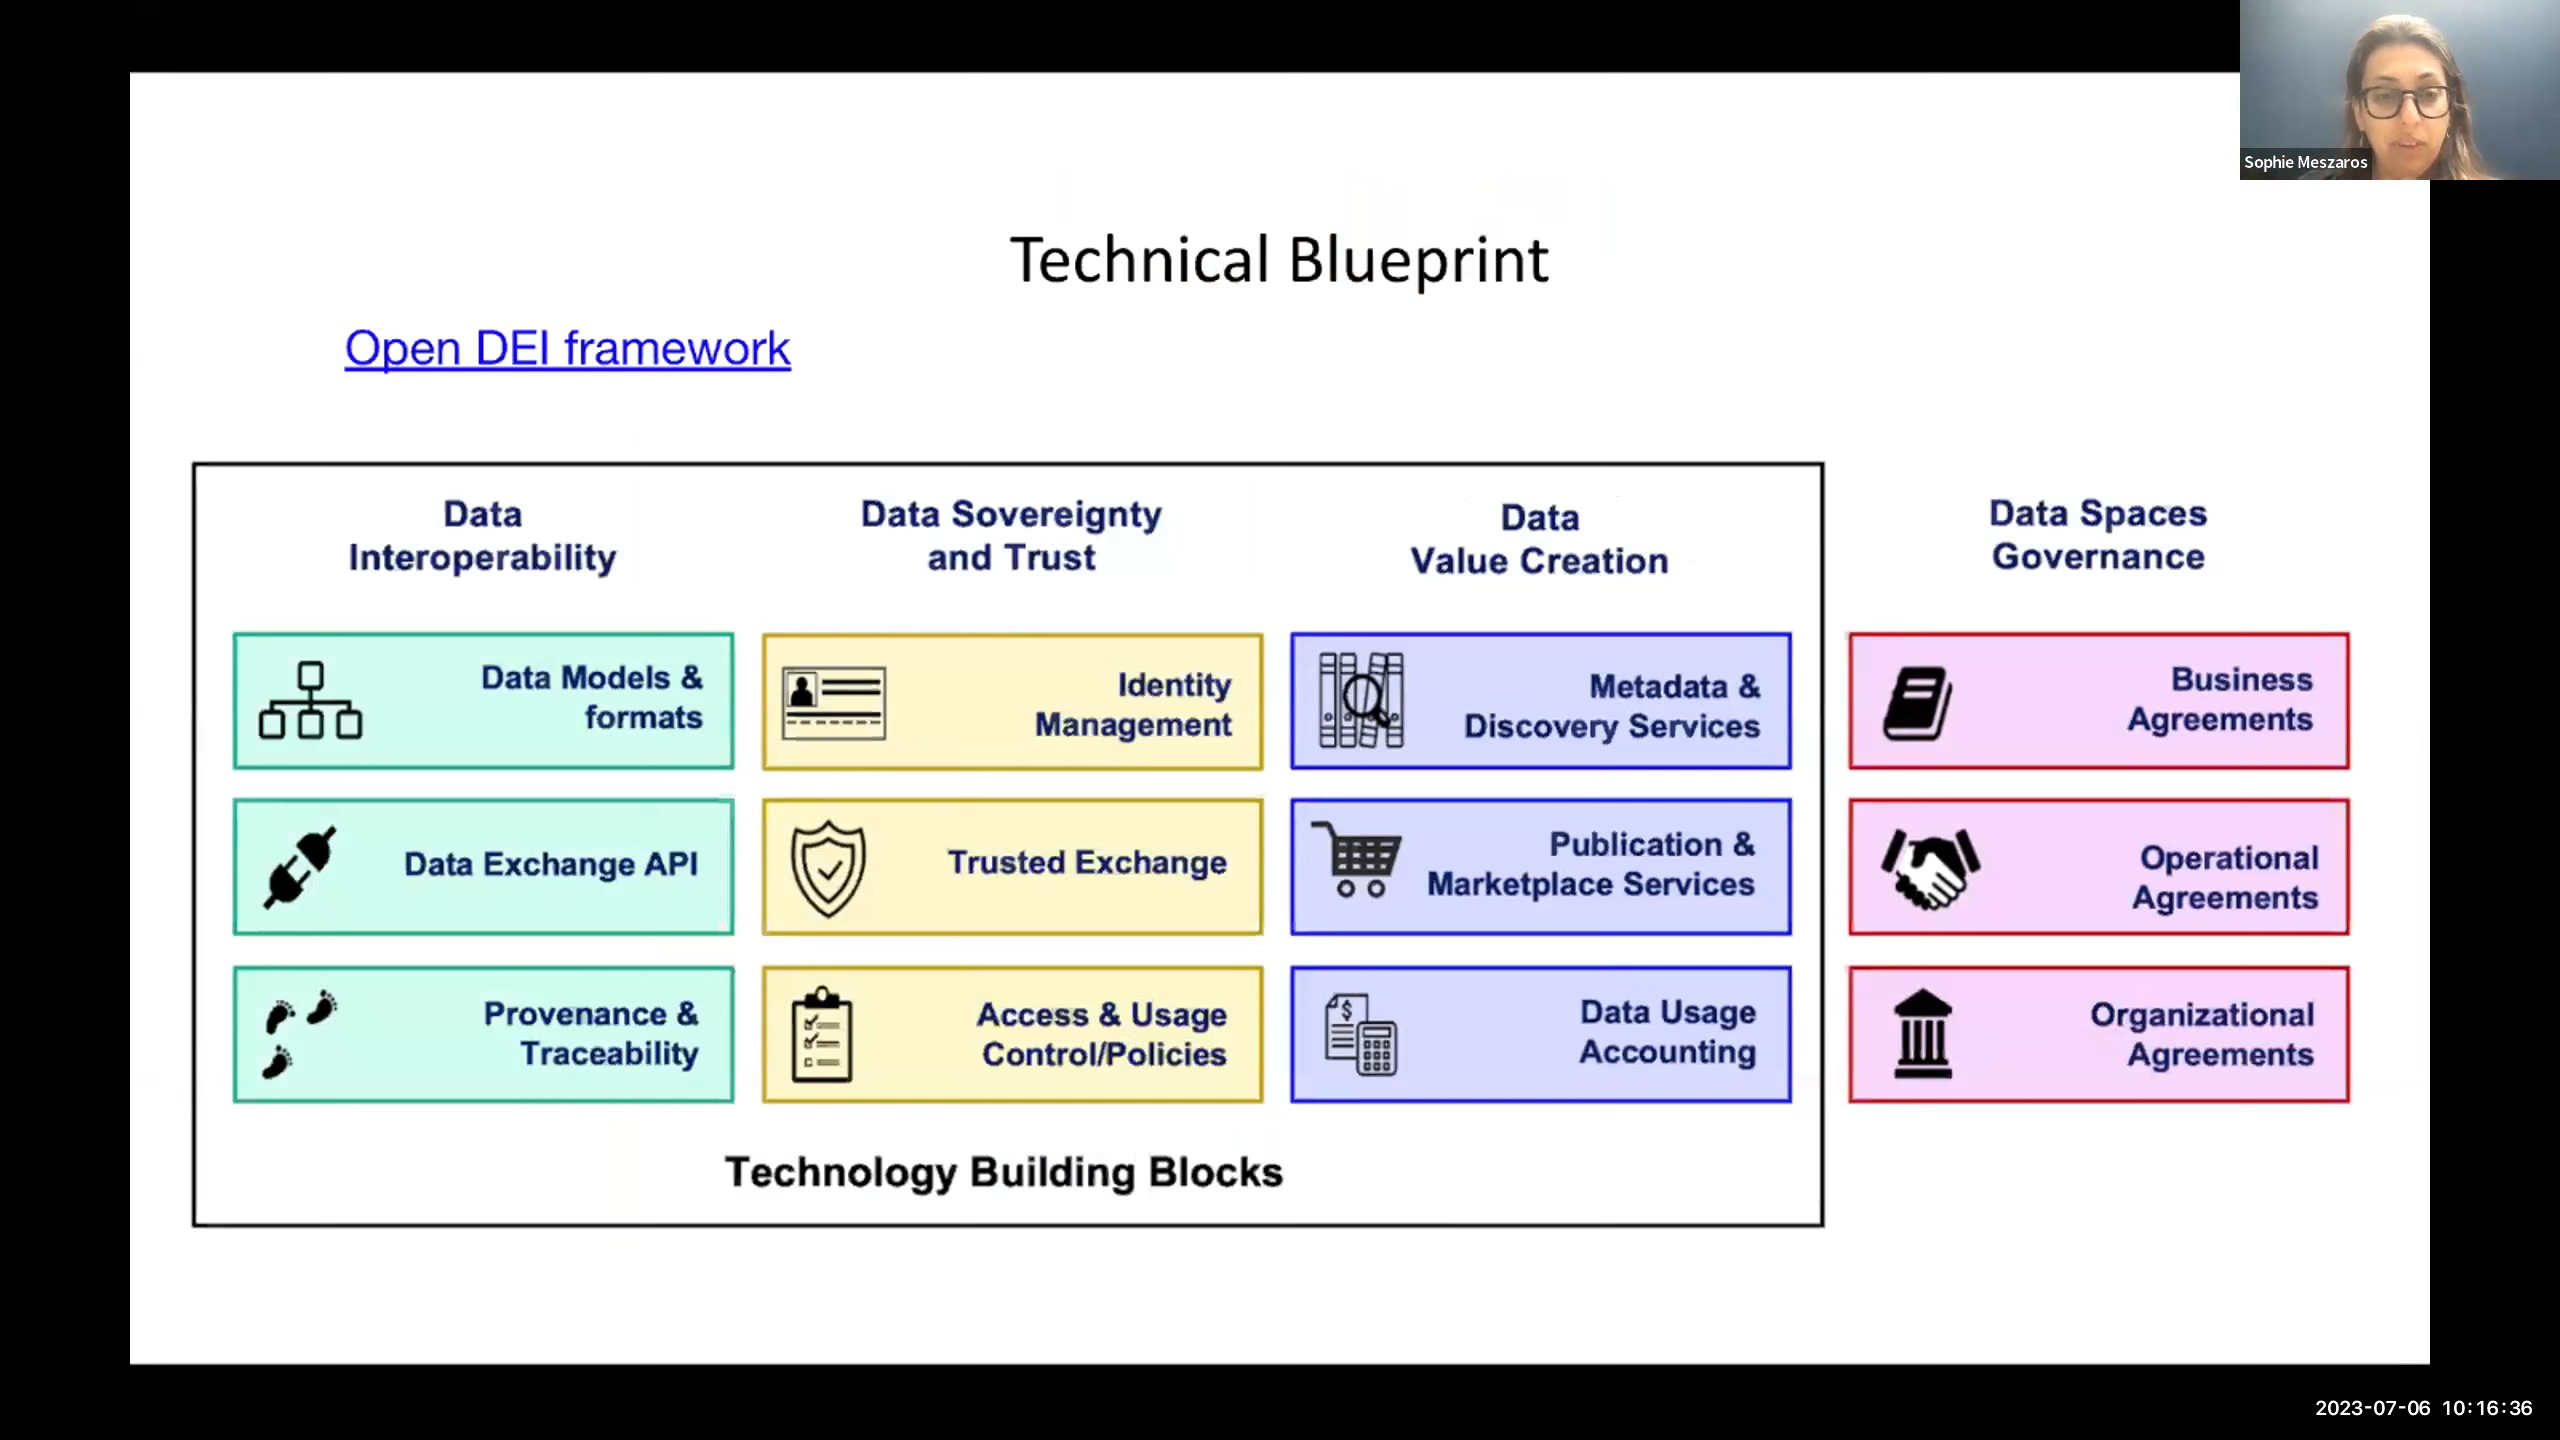 Sophie Meszaros
Technical Blueprint
Open DEI framework
Data
Interoperability
Data Models &
formats
Data Exchange API
Provenance &
Traceability
Data Sovereignty
and Trust
Identity
Management
Trusted Exchange
Access & Usage
Control/Policies
Data
Value Creation
Metadata &
Discovery Services
Publication &
Marketplace Services
$
Data Usage
Accounting
Technology Building Blocks
Data Spaces
Governance
Business
Agreements
Operational
Agreements
Organizational
Agreements
2023-07-06 10:16:36